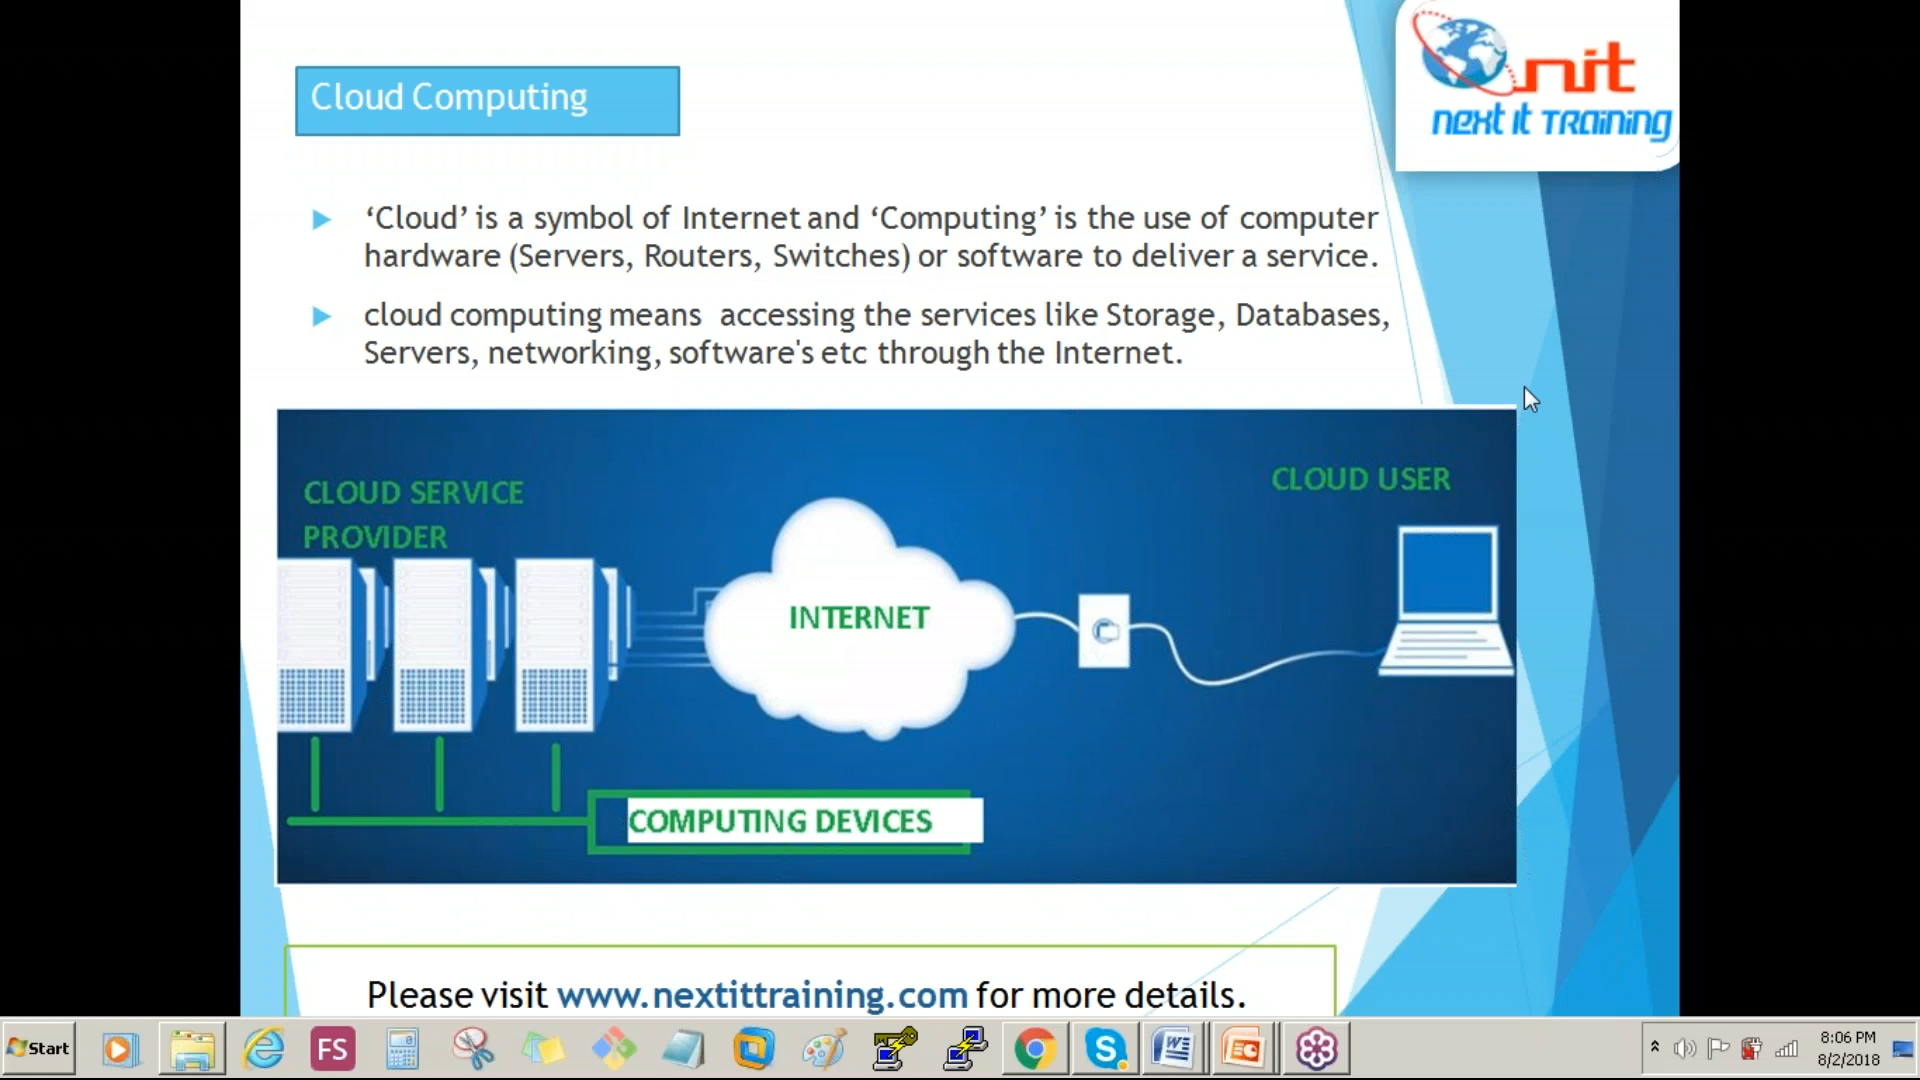 Cloud Computing
nit
next it training
‘Cloud’ is a symbol of Internet and ‘Computing’ is the use of computer
hardware (Servers, Routers, Switches) or software to deliver a service.
cloud computing means accessing the services like Storage, Databases,
Servers, networking, software's etc through the Internet.
CLOUD SERVICE
PROVIDER
CLOUD USER
INTERNET
COMPUTING DEVICES
Please visit www.nextittraining.com for more details.
Start
FS
8:06 PM
8/2/2018